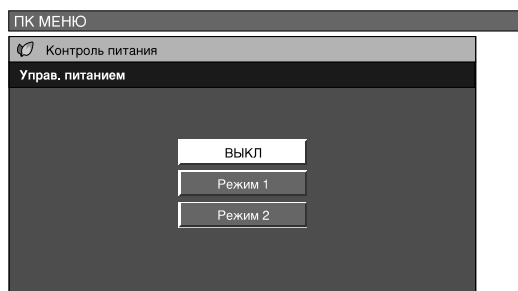 ПК МЕНЮ
Контроль питания
Управ. питанием
ВЫКЛ
Режим 1
Режим 2